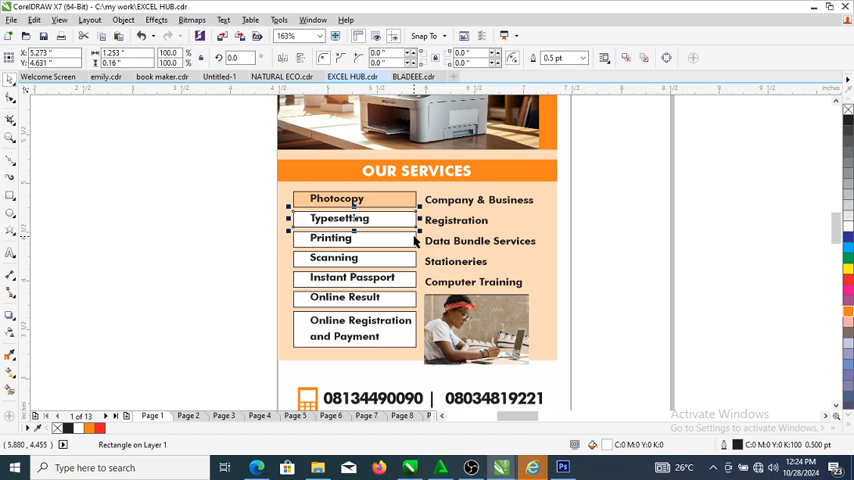 CorelDRAW X7 (64-Bit) - C:\my work\EXCEL HUB.cdr
File Edit View Layout Object Effects Bitmaps Text Table Tools Window Help
163% Snap To
X: 5.273 " 1.253 " 100.0 % 0.0 0.0 " 0.0 " 0.5 pt
Y: 4.631 " 0.16 " 100.0 % 0.0 " 0.0 "
Welcome Screen emily.cdr book maker.cdr Untitled-1 NATURAL ECO.cdr EXCEL HUB.cdr BLADEEE.cdr
inches
OUR SERVICES
Photocopy
Typesetting
Printing
Scanning
Instant Passport
Online Result
Online Registration
and Payment
Company & Business
Registration
Data Bundle Services
Stationeries
Computer Training
08134490090 | 08034819221
Activate Windows
Go to Settings to activate Windows.
1 of 13 Page 1 Page 2 Page 3 Page 4 Page 5 Page 6 Page 7 Page 8
(5.880, 4.455) Rectangle on Layer 1 C:0 M:0 Y:0 K:0 C:0 M:0 Y:0 K:100 0.500 pt
Type here to search 26°C 12:24 PM
10/28/2024 23